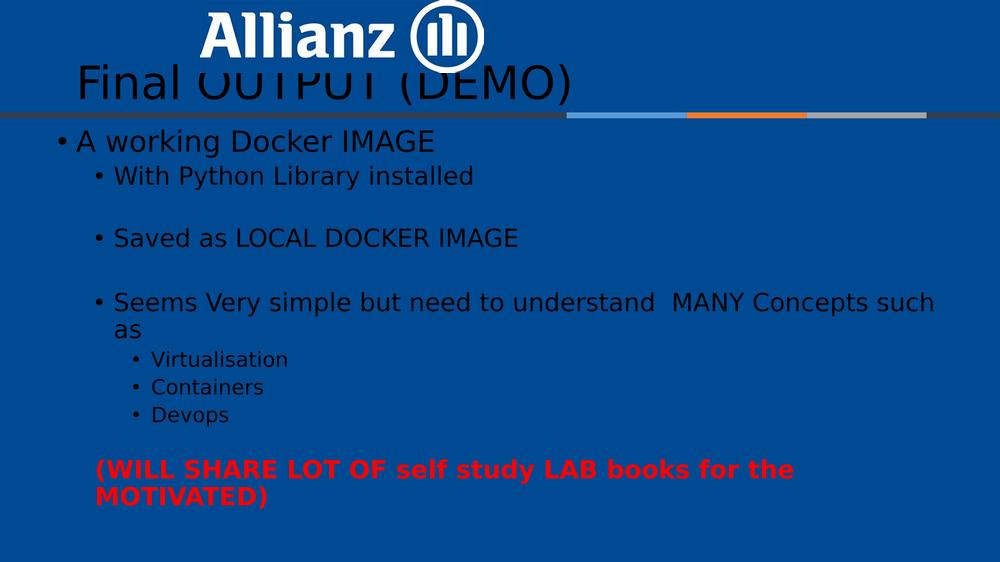 Allianz
Final OUTPUT (DEMO)
• A working Docker IMAGE
• With Python Library installed
• Saved as LOCAL DOCKER IMAGE
• Seems Very simple but need to understand  MANY Concepts such
as
• Virtualisation
• Containers
• Devops
(WILL SHARE LOT OF self study LAB books for the
MOTIVATED)